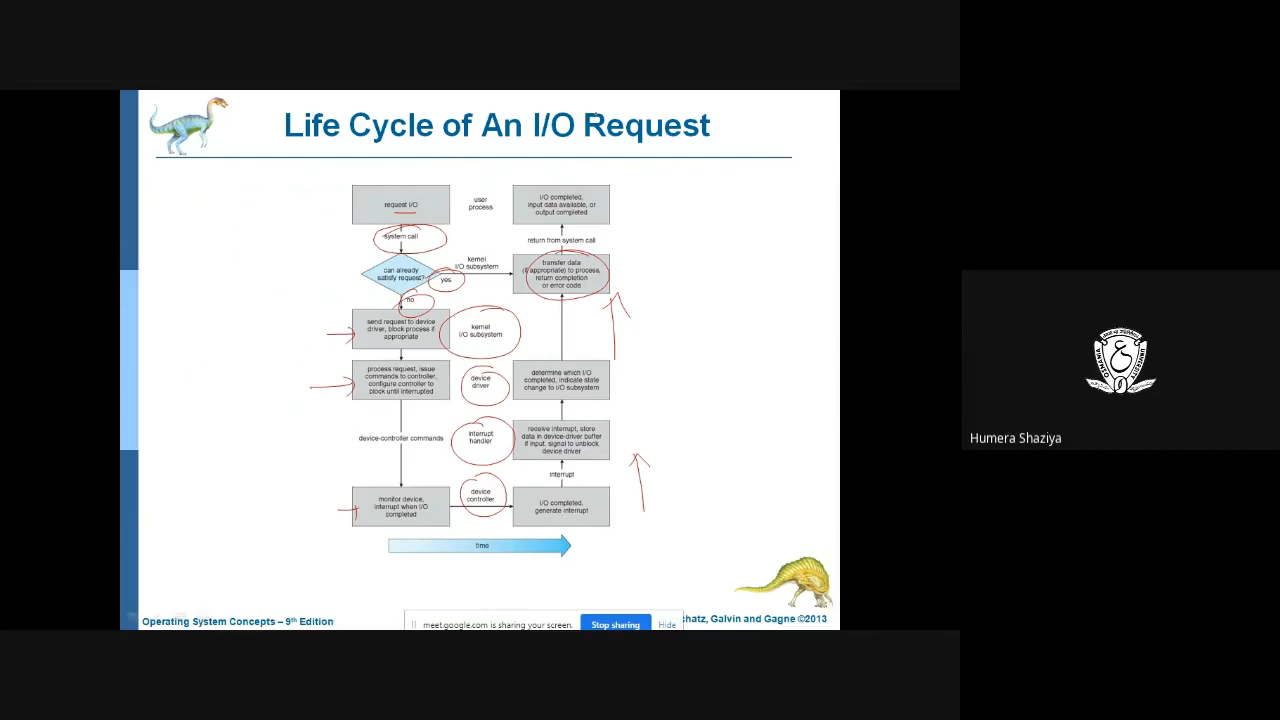 Life Cycle of An I/O Request
request I/O
user
process
I/O completed,
input data available, or
output completed
system call
return from system call
kernel
I/O subsystem
can already
satisfy request?
yes
transfer data
(if appropriate) to process,
return completion
or error code
no
send request to device
driver, block process if
appropriate
kernel
I/O subsystem
process request, issue
commands to controller,
configure controller to
block until interrupted
device
driver
determine which I/O
completed, indicate state
change to I/O subsystem
device-controller commands
interrupt
handler
receive interrupt, store
data in device-driver buffer
if input, signal to unblock
device driver
interrupt
monitor device,
interrupt when I/O
completed
device
controller
I/O completed,
generate interrupt
time
Operating System Concepts – 9th Edition
meet.google.com is sharing your screen.
Stop sharing
Hide
chatz, Galvin and Gagne ©2013
Humera Shaziya